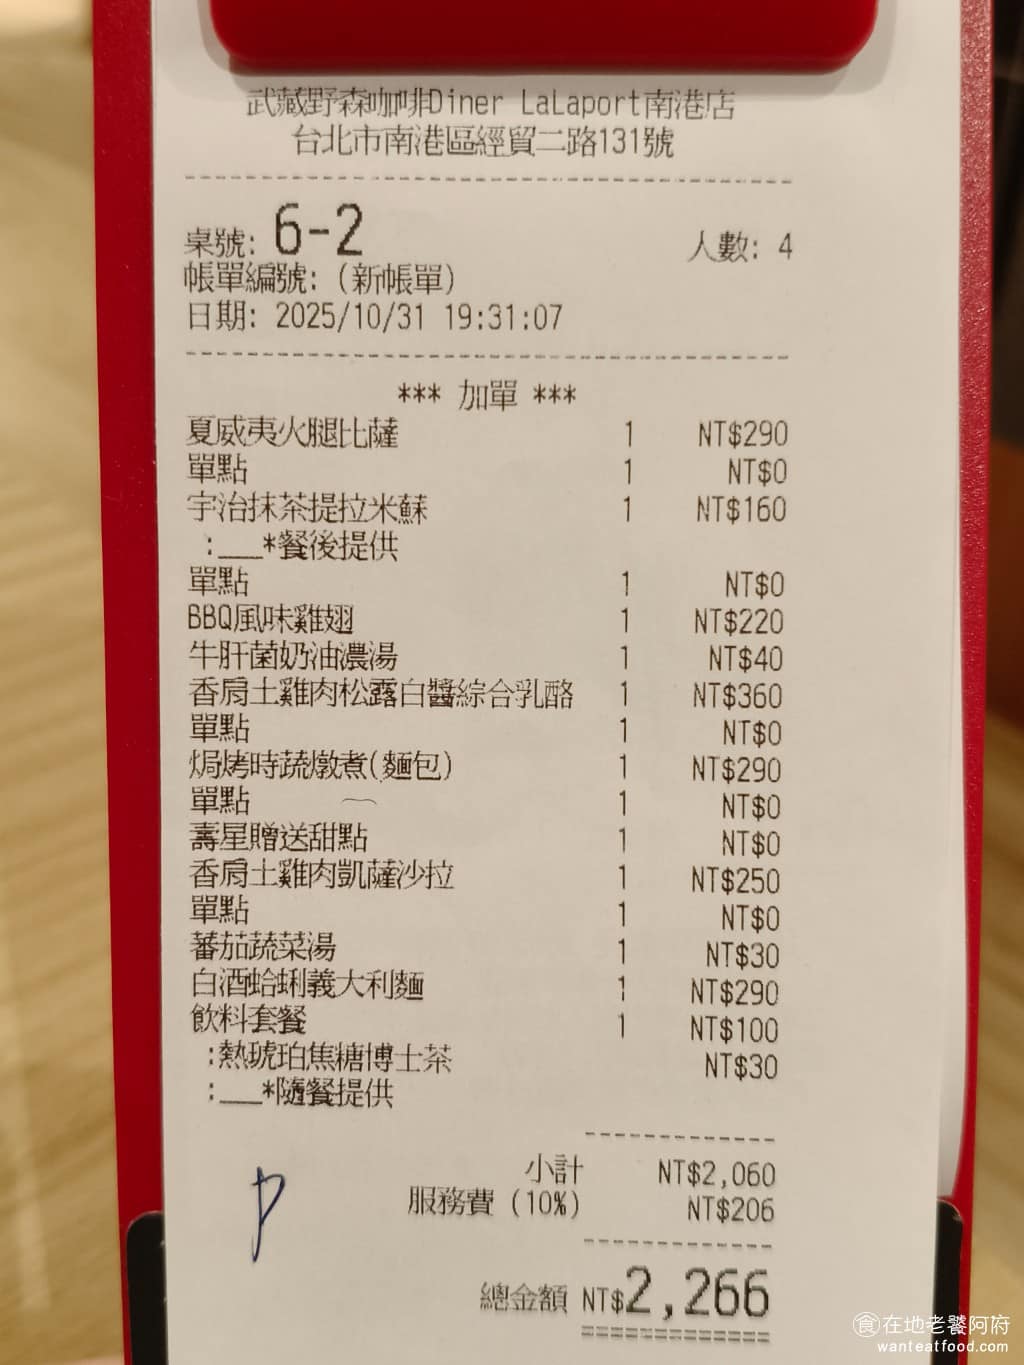 武藏野森咖啡Diner LaLaport南港店
台北市南港區經貿二路131號
桌號: 6-2 人數: 4
帳單編號: (新帳單)
日期: 2025/10/31 19:31:07
*** 加單 ***
夏威夷火腿比薩 1 NT$290
單點 1 NT$0
宇治抹茶提拉米蘇 1 NT$160
:___*餐後提供
單點 1 NT$0
BBQ風味雞翅 1 NT$220
牛肝菌奶油濃湯 1 NT$40
香肩土雞肉松露白醬綜合乳酪 1 NT$360
單點 1 NT$0
焗烤時蔬燉煮(麵包) 1 NT$290
單點 1 NT$0
壽星贈送甜點 1 NT$0
香肩土雞肉凱薩沙拉 1 NT$250
單點 1 NT$0
蕃茄蔬菜湯 1 NT$30
白酒蛤蜊義大利麵 1 NT$290
飲料套餐 1 NT$100
:熱琥珀焦糖博士茶 NT$30
:___*隨餐提供
小計 NT$2,060
服務費 (10%) NT$206
總金額 NT$2,266
食在地老饕阿府
wanteatfood.com